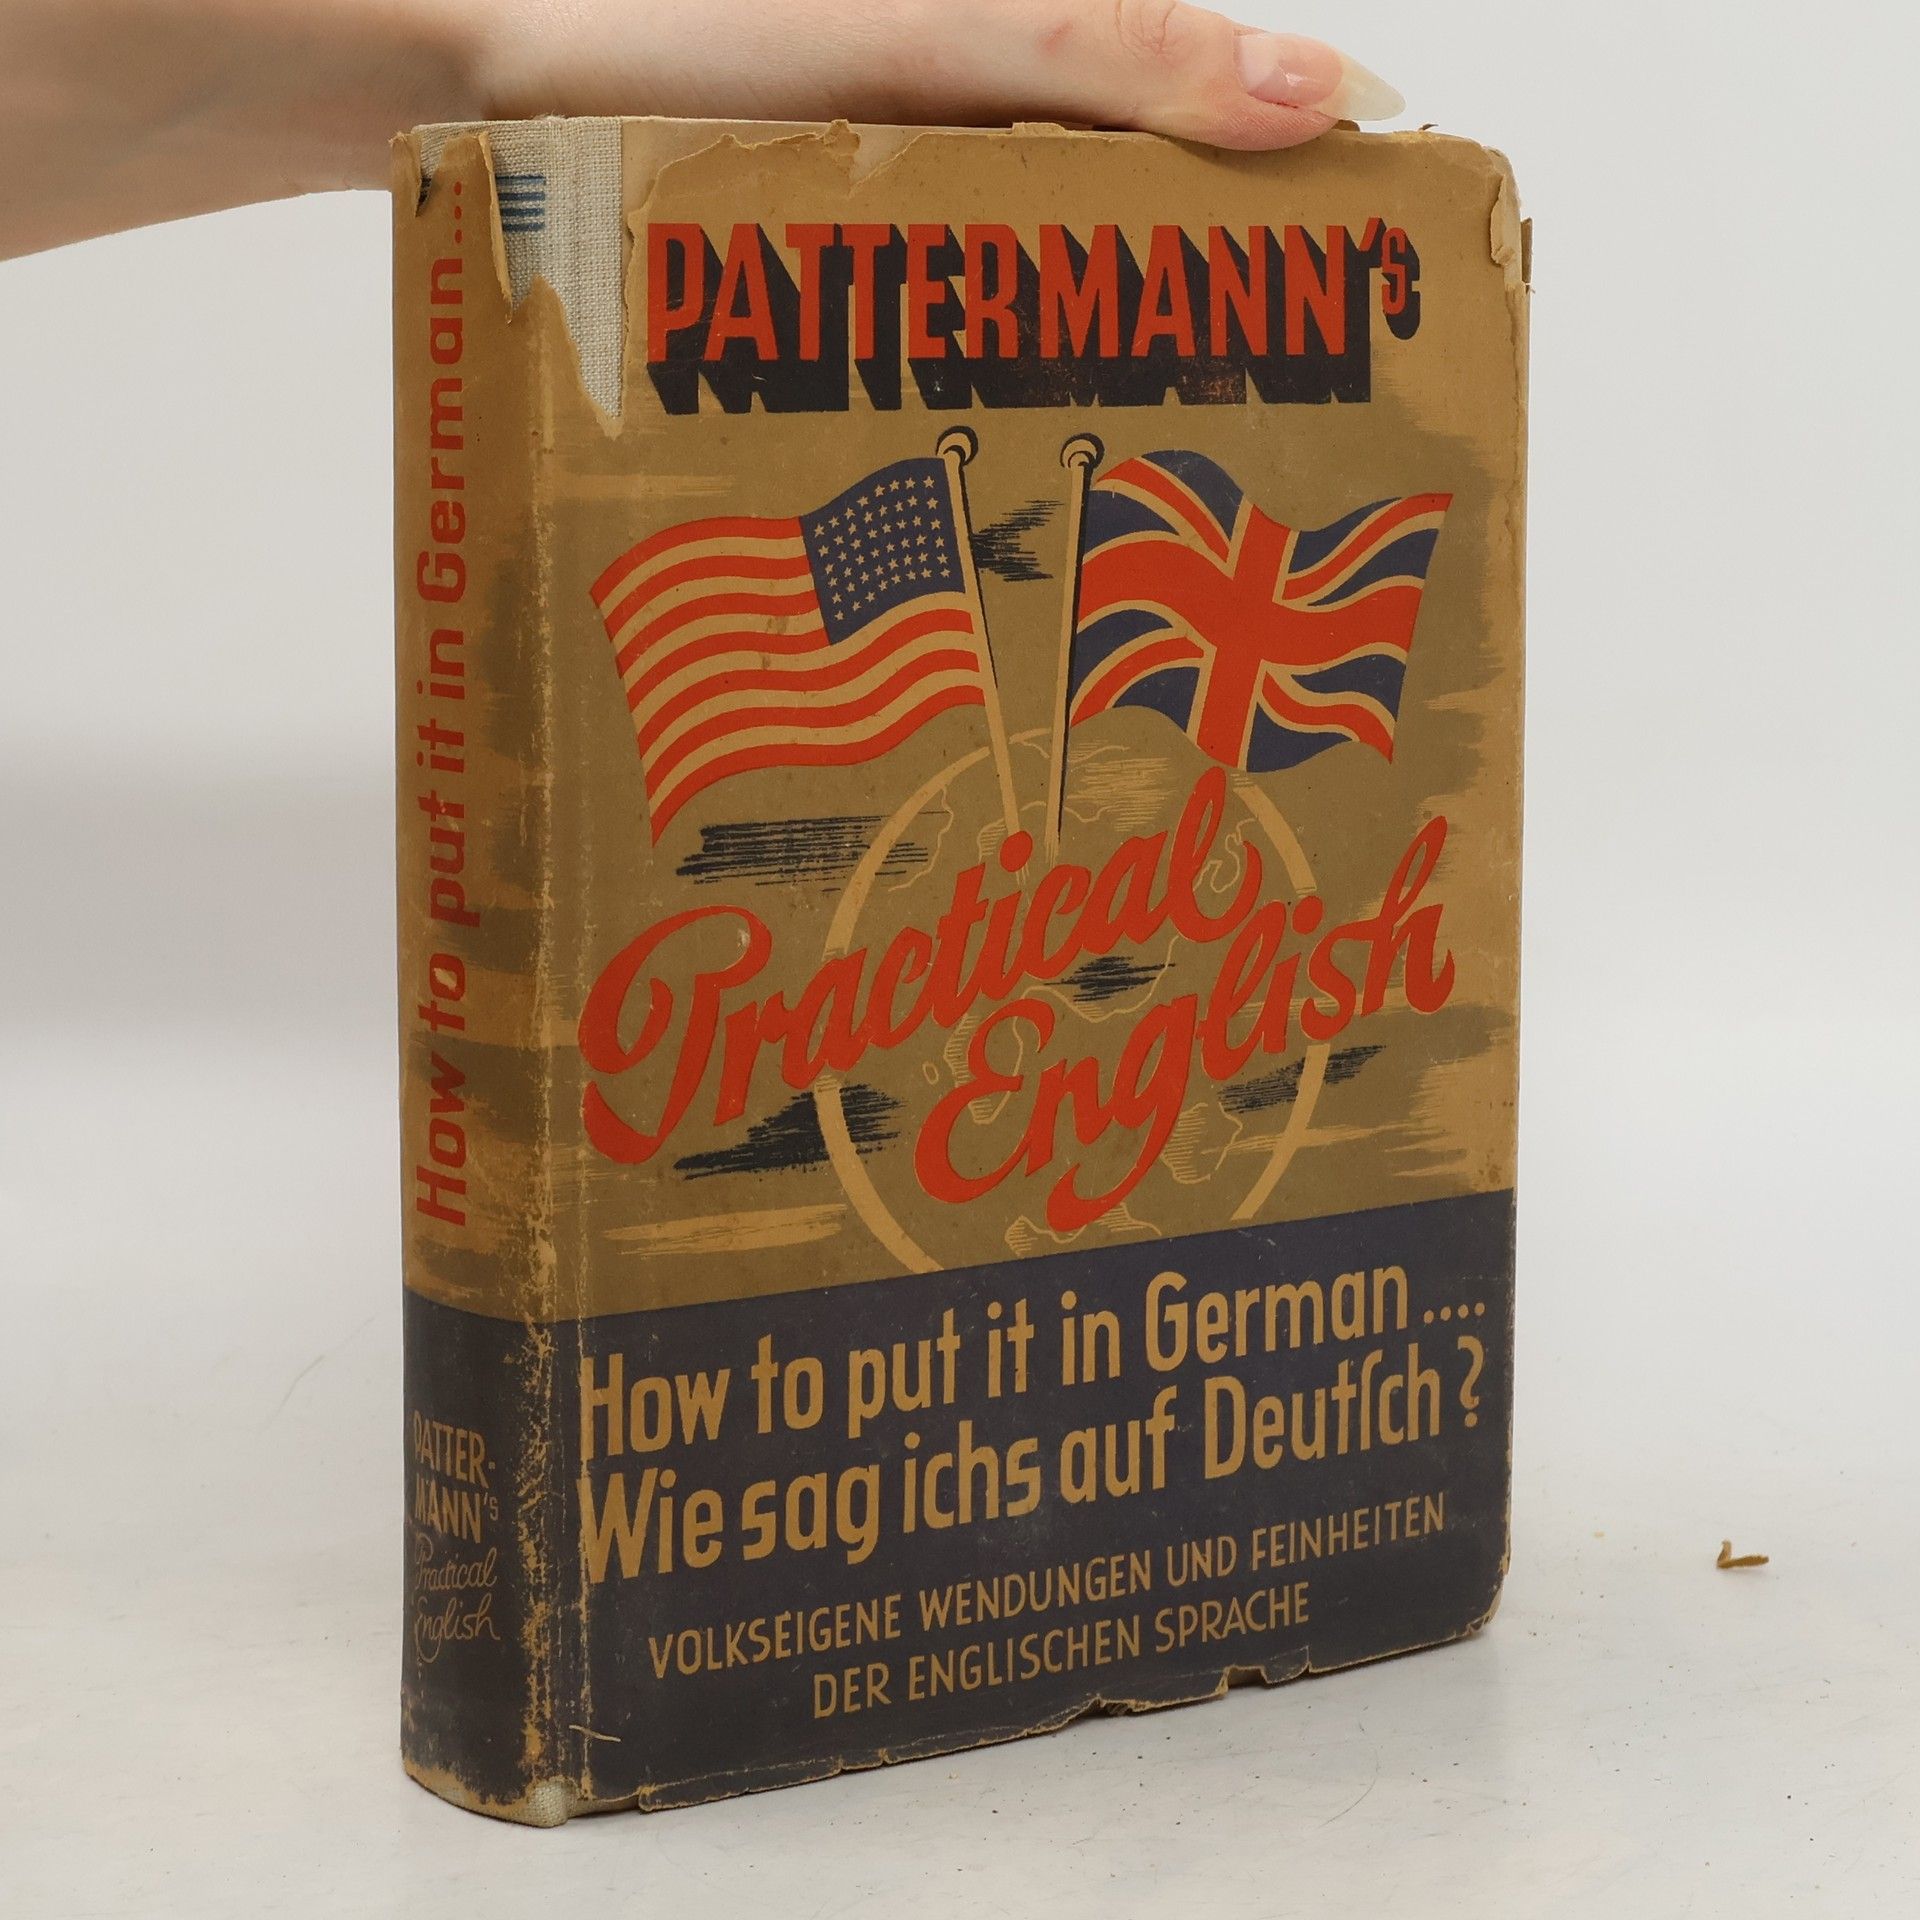 How to put it in German...
PATTER-
MANN's
Practical
English
PATTERMANN's
Practical
English
How to put it in German....
Wie sag ichs auf Deutſch?
VOLKSEIGENE WENDUNGEN UND FEINHEITEN
DER ENGLISCHEN SPRACHE